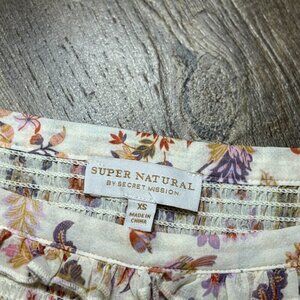 SUPER NATURAL
BY SECRET MISSION
XS
MADE IN
CHINA